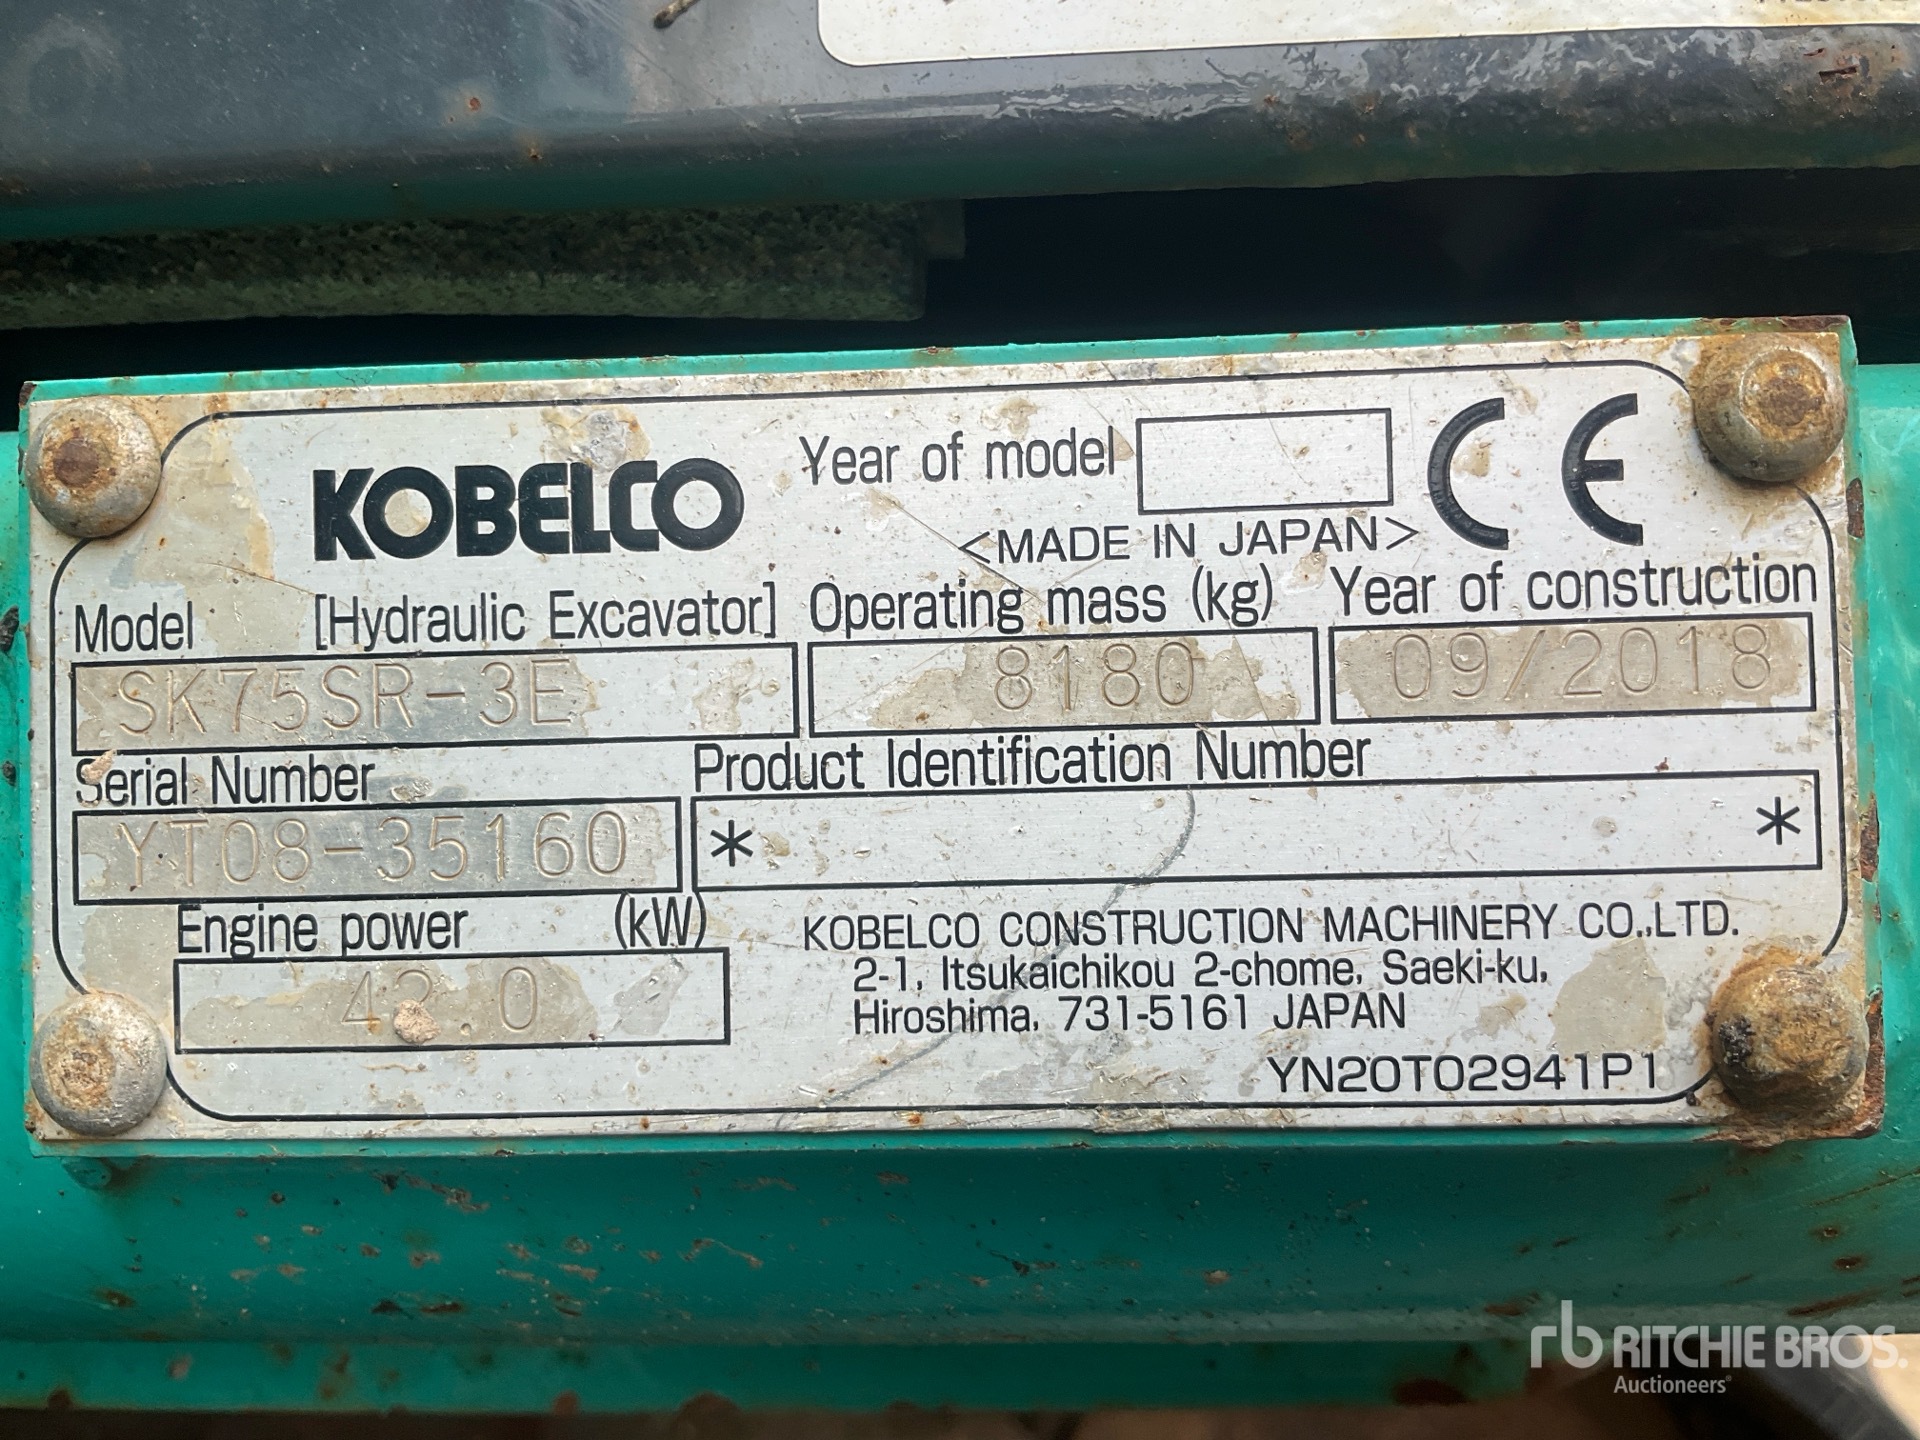 KOBELCO
Year of model
<MADE IN JAPAN>
CE
Model [Hydraulic Excavator]
SK75SR-3E
Operating mass (kg)
8180
Year of construction
09/2018
Serial Number
YT08-35160
Product Identification Number
* *
Engine power (kW)
42.0
KOBELCO CONSTRUCTION MACHINERY CO.,LTD.
2-1, Itsukaichikou 2-chome, Saeki-ku,
Hiroshima, 731-5161 JAPAN
YN20T02941P1
rb RITCHIE BROS.
Auctioneers